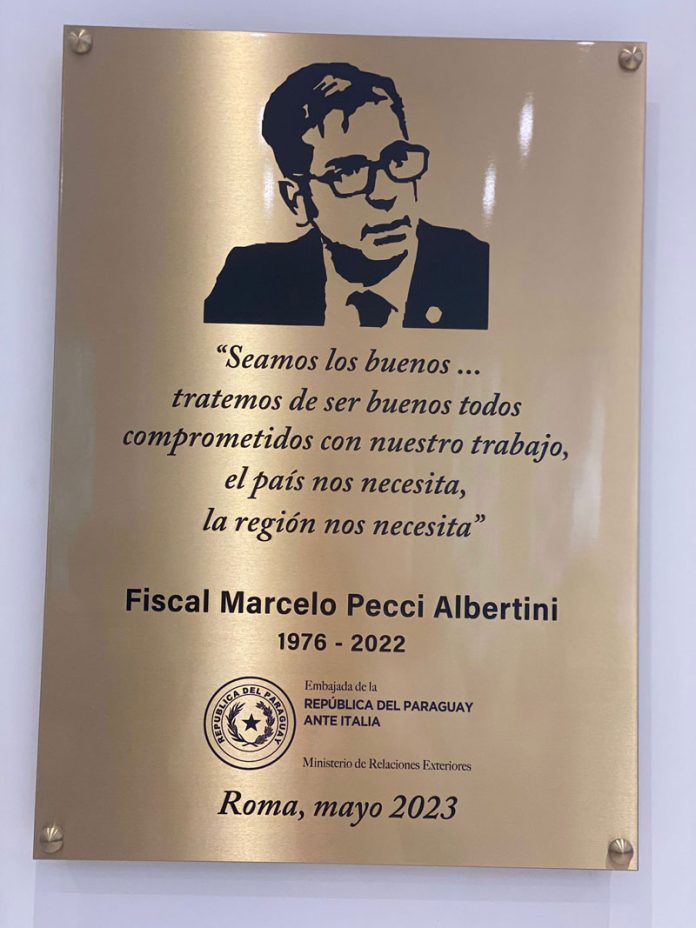 “Seamos los buenos ...
tratemos de ser buenos todos
comprometidos con nuestro trabajo,
el país nos necesita,
la región nos necesita”
Fiscal Marcelo Pecci Albertini
1976 - 2022
REPUBLICA DEL PARAGUAY
Embajada de la
REPÚBLICA DEL PARAGUAY
ANTE ITALIA
Ministerio de Relaciones Exteriores
Roma, mayo 2023